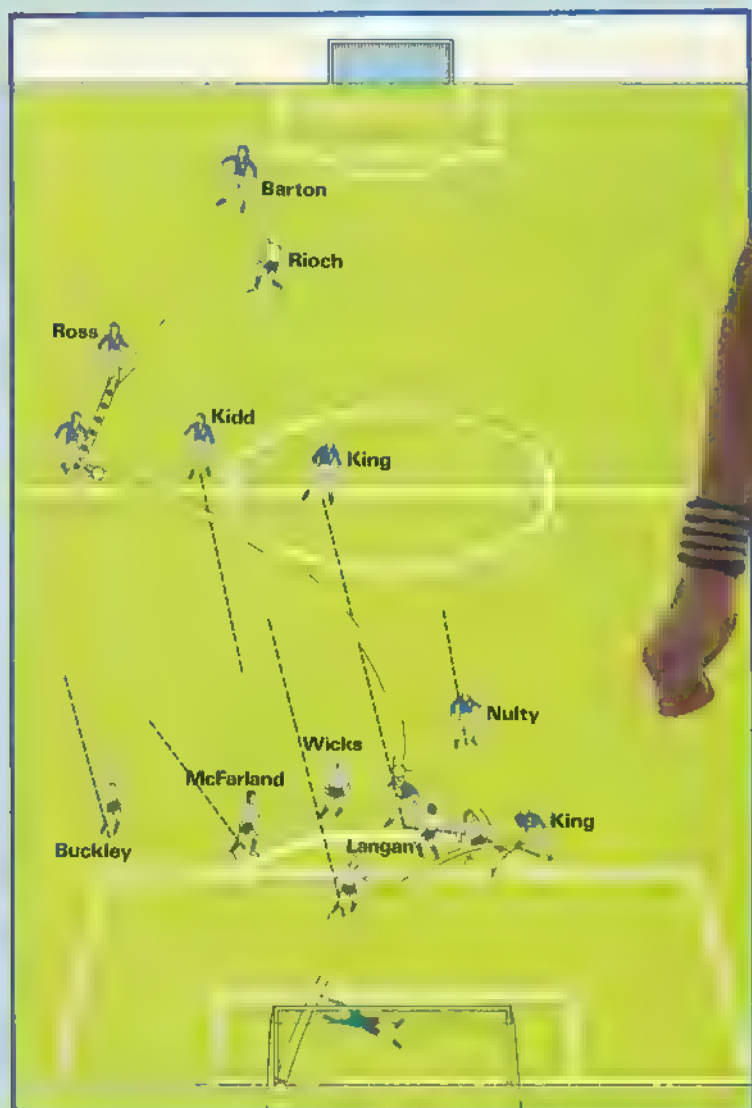 Barton
Rioch
Ross
Kidd
King
Nulty
Wicks
McFarland
King
Langan
Buckley